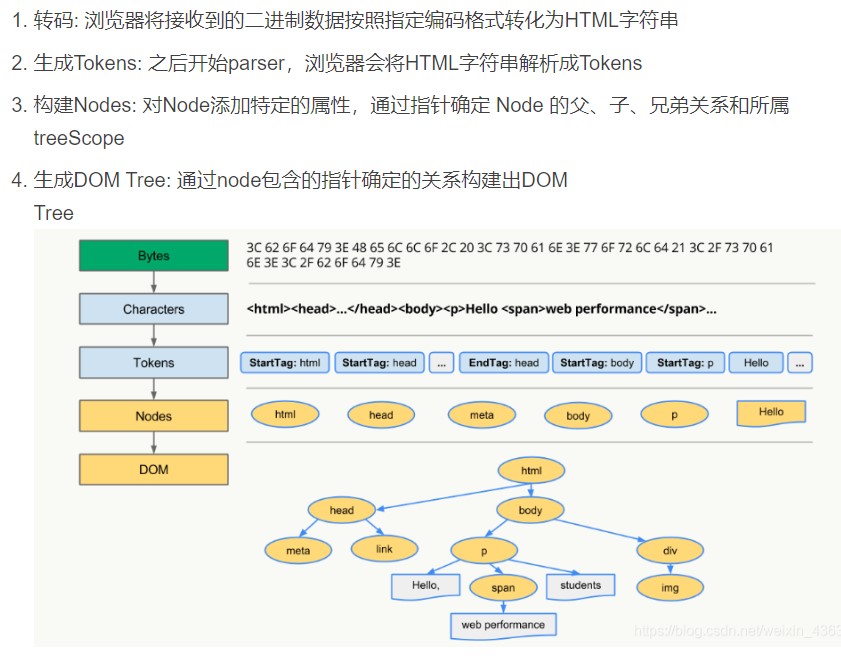 1. 转码: 浏览器将接收到的二进制数据按照指定编码格式转化为HTML字符串
2. 生成Tokens: 之后开始parser，浏览器会将HTML字符串解析成Tokens
3. 构建Nodes: 对Node添加特定的属性，通过指针确定 Node 的父、子、兄弟关系和所属
treeScope
4. 生成DOM Tree: 通过node包含的指针确定的关系构建出DOM
Tree
Bytes
3C 62 6F 64 79 3E 48 65 6C 6C 6F 2C 20 3C 73 70 61 6E 3E 77 6F 72 6C 64 21 3C 2F 73 70 61
6E 3E 3C 2F 62 6F 64 79 3E
Characters
<html><head>...</head><body><p>Hello <span>web performance</span>...
Tokens
StartTag: html
StartTag: head
...
EndTag: head
StartTag: body
StartTag: p
Hello
...
Nodes
html
head
meta
body
p
Hello
DOM
html
head
body
meta
link
p
div
Hello,
span
students
img
web performance
https://blog.csdn.net/weixin_4363